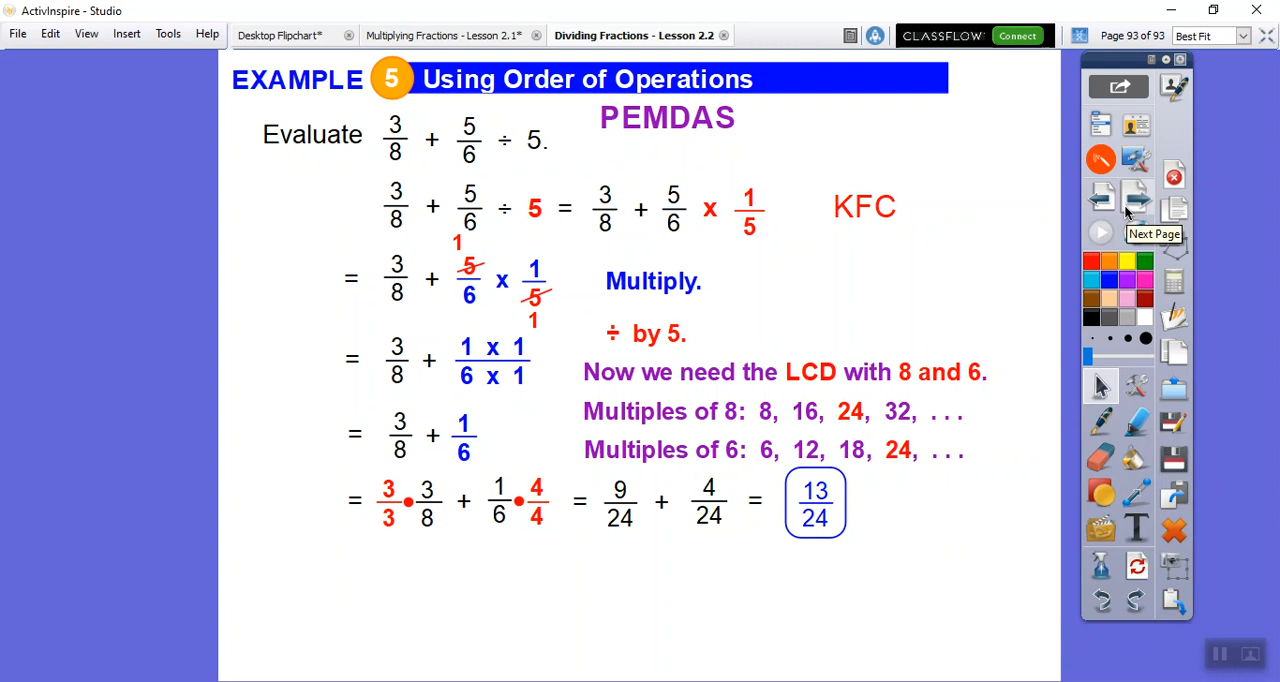 ActivInspire - Studio
File Edit View Insert Tools Help Desktop Flipchart* Multiplying Fractions - Lesson 2.1* Dividing Fractions - Lesson 2.2 CLASSFLOW Connect Page 93 of 93 Best Fit
EXAMPLE 5 Using Order of Operations
PEMDAS
Evaluate 3/8 + 5/6 ÷ 5.
3/8 + 5/6 ÷ 5 = 3/8 + 5/6 x 1/5 KFC
Next Page
1
= 3/8 + 5/6 x 1/5 Multiply.
1
÷ by 5.
= 3/8 + 1 x 1/6 x 1
Now we need the LCD with 8 and 6.
Multiples of 8: 8, 16, 24, 32, . . .
= 3/8 + 1/6
Multiples of 6: 6, 12, 18, 24, . . .
= 3/3 • 3/8 + 1/6 • 4/4 = 9/24 + 4/24 = 13/24
T